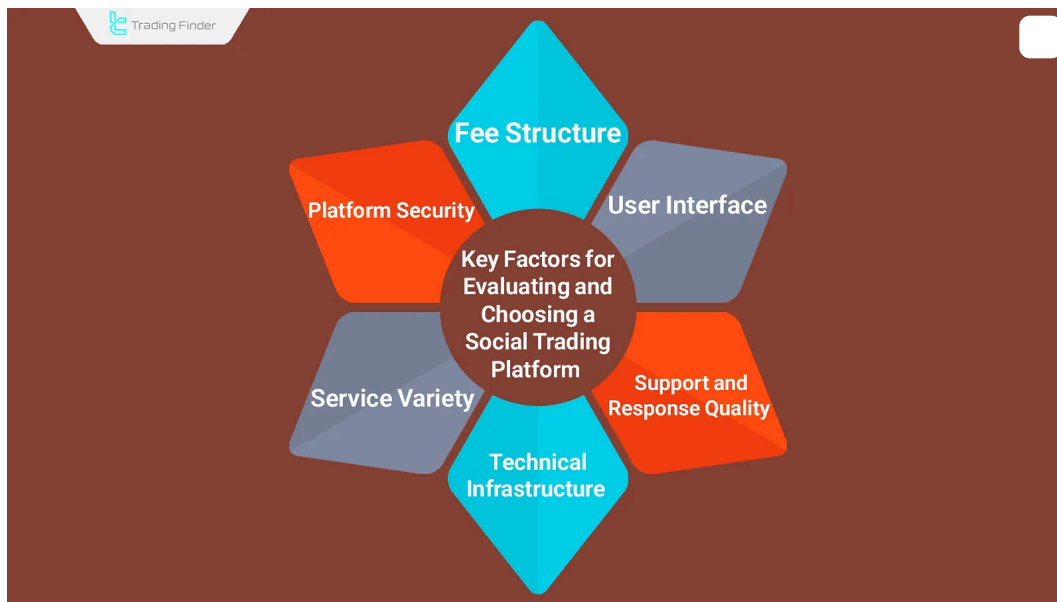 Trading Finder
Fee Structure
Platform Security
User Interface
Key Factors for
Evaluating and
Choosing a
Social Trading
Platform
Service Variety
Support and
Response Quality
Technical
Infrastructure